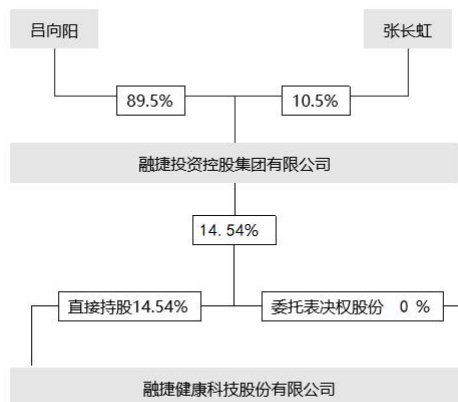 吕向阳
张长虹
89.5%
10.5%
融捷投资控股集团有限公司
14. 54%
直接持股14.54%
委托表决权股份 0 %
融捷健康科技股份有限公司